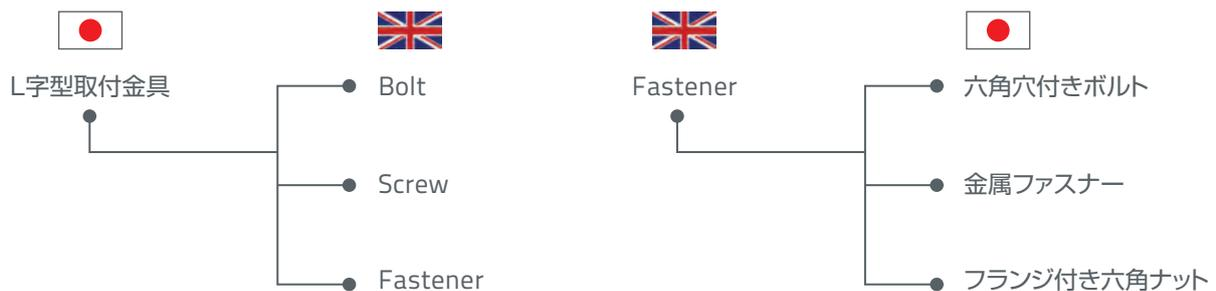 L字型取付金具
Bolt
Screw
Fastener
Fastener
六角穴付きボルト
金属ファスナー
フランジ付き六角ナット